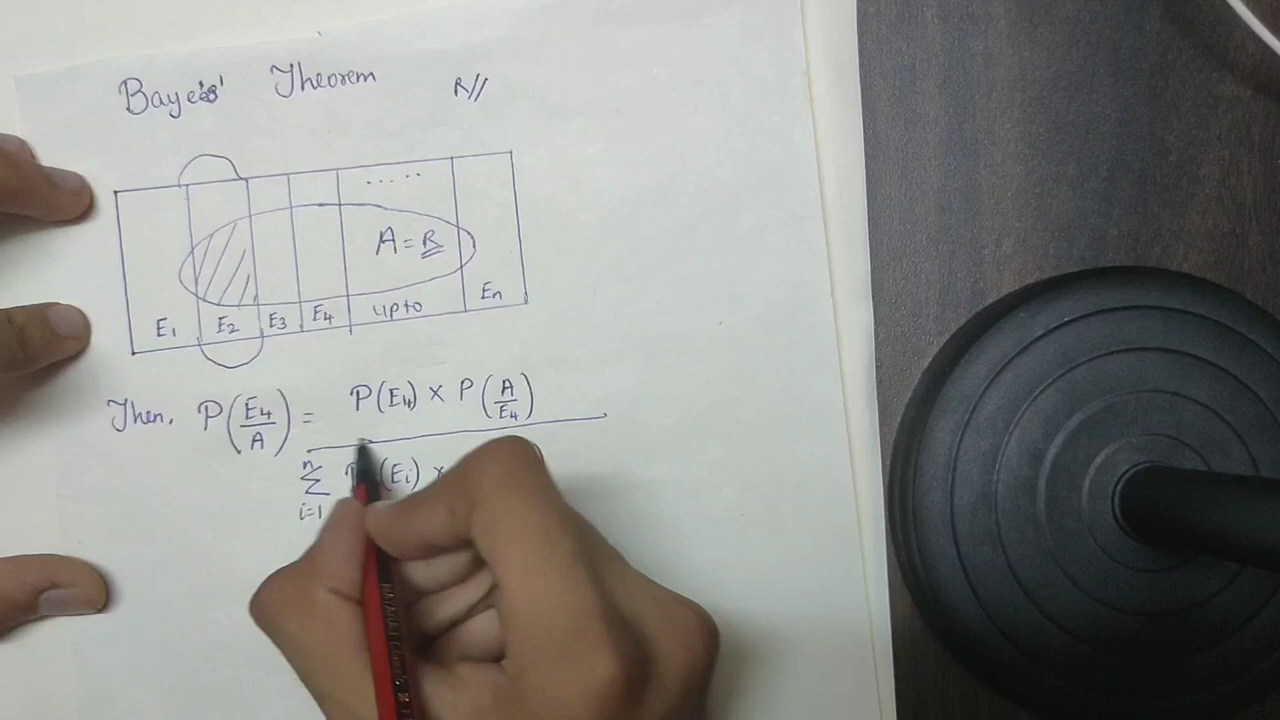 Bayes' Theorem R//
.....
A = R
E₁ E₂ E₃ E₄ upto En
Then, P(E₄/A) = P(E₄) × P(A/E₄)
n
Σ P(Ei) ×
i=1